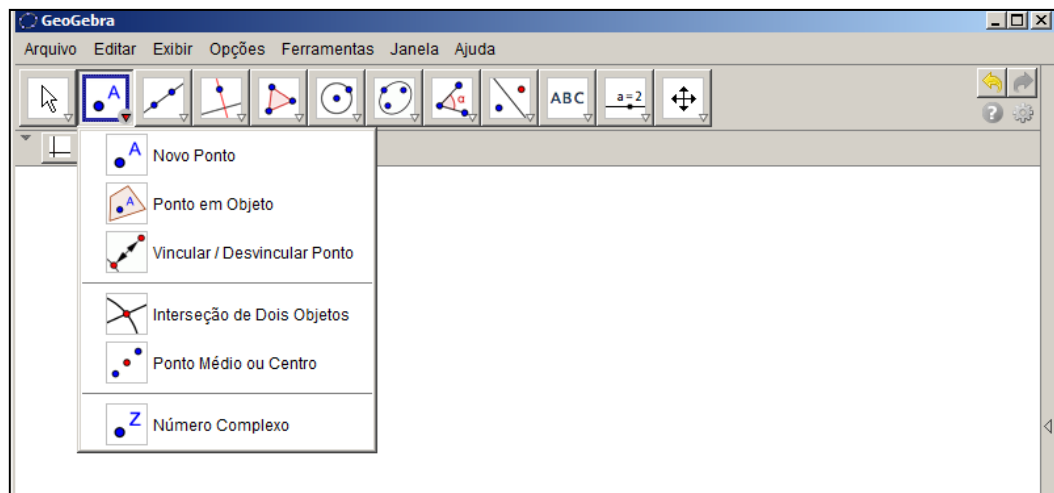 GeoGebra
Arquivo Editar Exibir Opções Ferramentas Janela Ajuda
A α ABC a=2
A Novo Ponto
A Ponto em Objeto
Vincular / Desvincular Ponto
Interseção de Dois Objetos
Ponto Médio ou Centro
Z Número Complexo